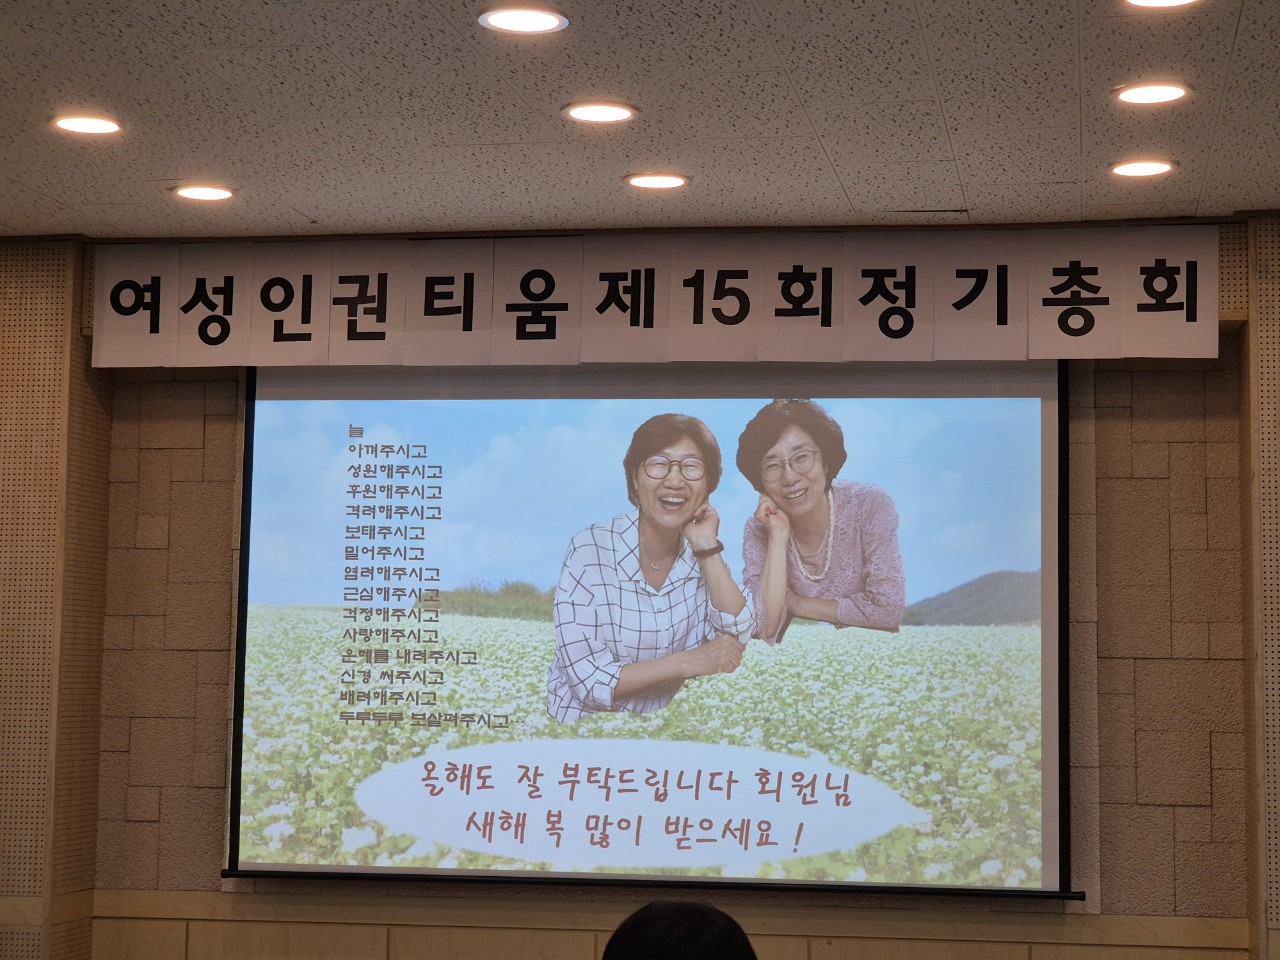 여성인권티움제15회정기총회
늘
아껴주시고
성원해주시고
후원해주시고
격려해주시고
보태주시고
밀어주시고
염려해주시고
근심해주시고
걱정해주시고
사랑해주시고
은혜를 내려주시고
신경 써주시고
배려해주시고
두루두루 보살펴주시고…
올해도 잘 부탁드립니다 회원님
새해 복 많이 받으세요!